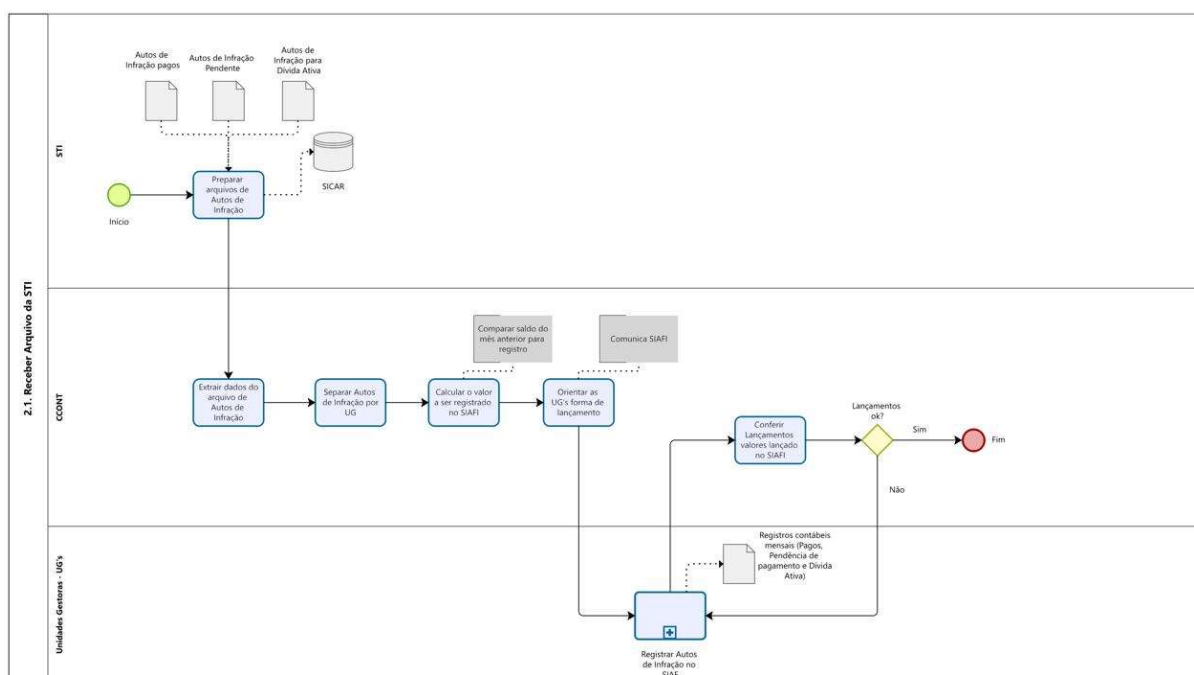 2.1. Receber Arquivo da STI
STI
Autos de
Infração pagos
Autos de Infração
Pendente
Autos de
Infração para
Dívida Ativa
Preparar
arquivos de
Autos de
Infração
SICAR
Início
CCONT
Comparar saldo do
mês anterior para
registro
Comunica SIAFI
Extrair dados do
arquivo de
Autos de
Infração
Separar Autos
de Infração por
UG
Calcular o valor
a ser registrado
no SIAFI
Orientar as
UG's forma de
lançamento
Conferir
Lançamentos
valores lançado
no SIAFI
Lançamentos
ok?
Sim
Fim
Não
Unidades Gestoras - UG's
Registros contábeis
mensais (Pagos,
Pendência de
pagamento e Dívida
Ativa)
Registrar Autos
de Infração no
SIAF